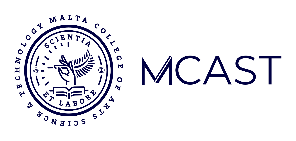 MALTA COLLEGE OF ARTS SCIENCE & TECHNOLOGY
SCIENTIA
ET LABORE
MCAST